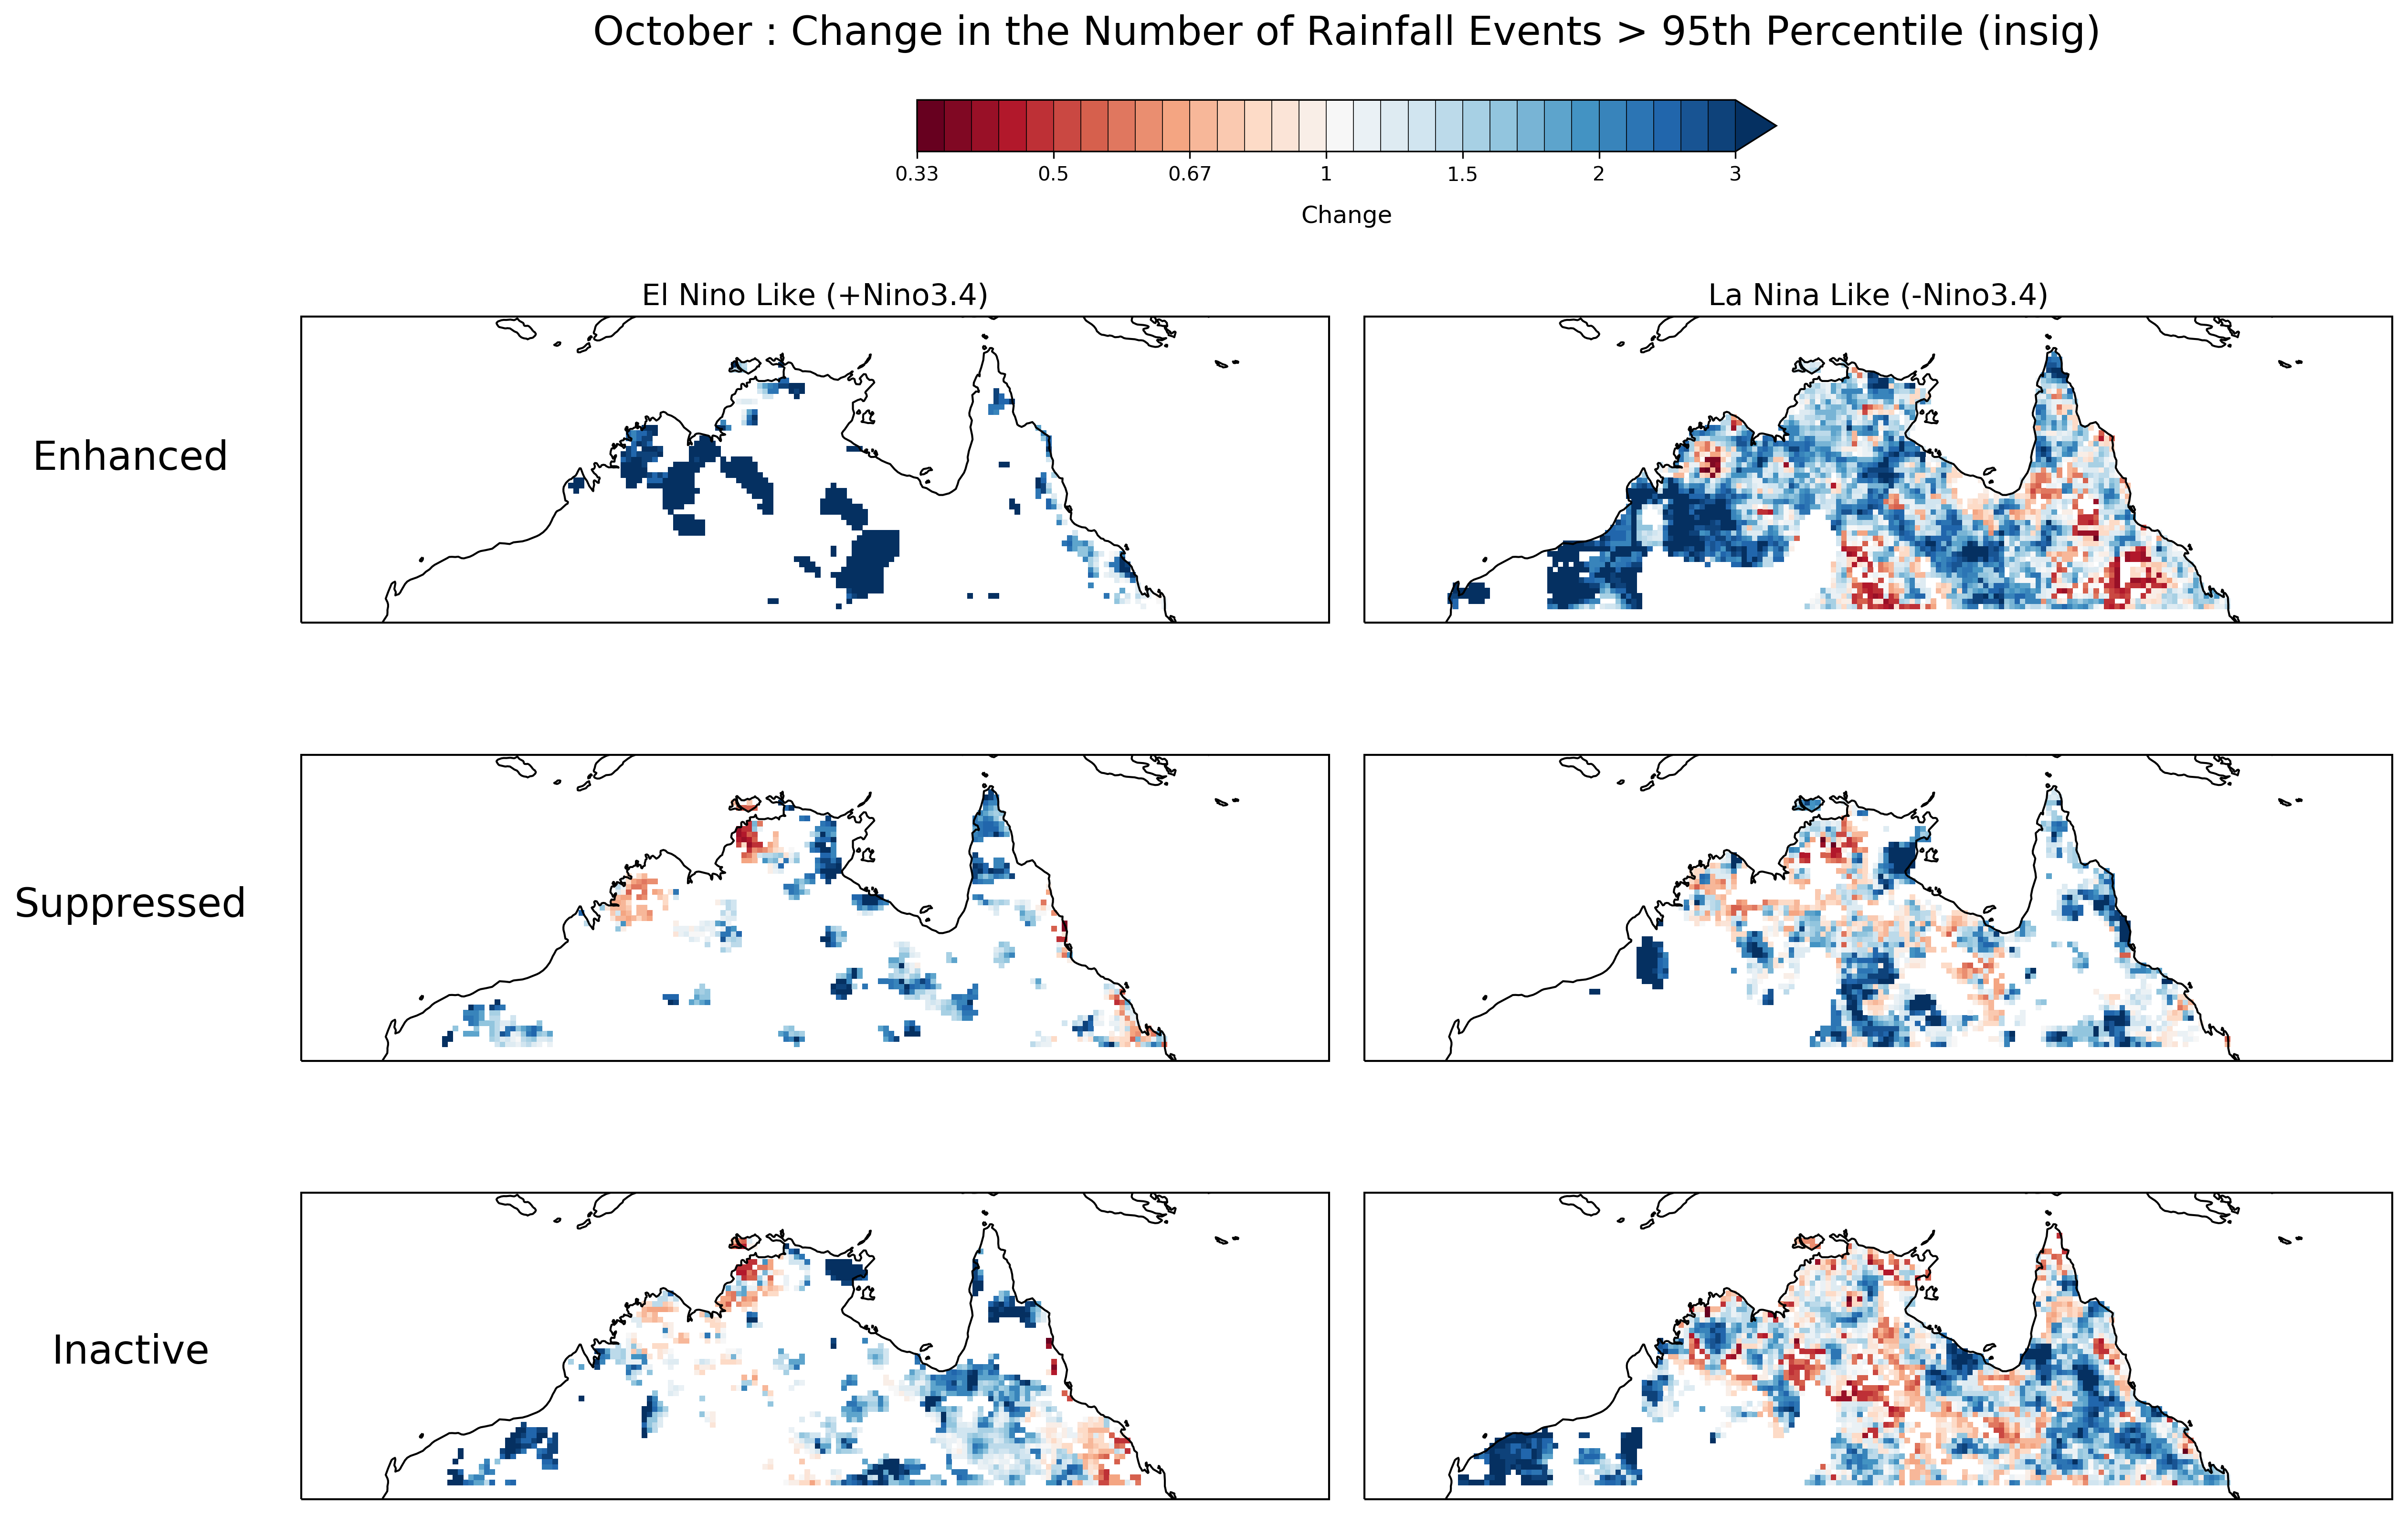 October : Change in the Number of Rainfall Events > 95th Percentile (insig)
0.33 0.5 0.67 1 1.5 2 3
Change
El Nino Like (+Nino3.4) La Nina Like (-Nino3.4)
Enhanced
Suppressed
Inactive